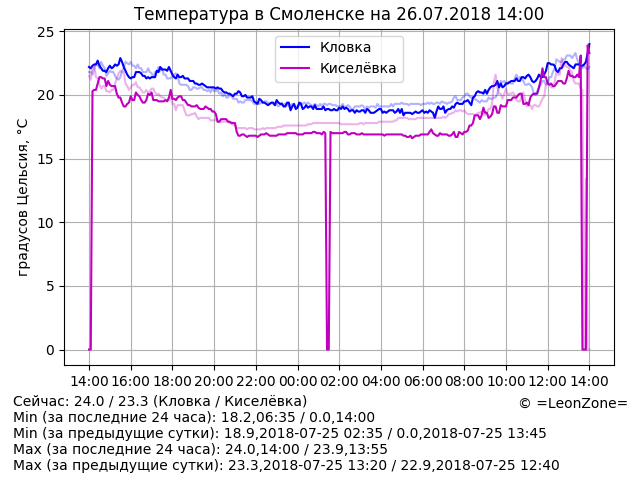 Температура в Смоленске на 26.07.2018 14:00
Кловка
Киселёвка
градусов Цельсия, °C
25
20
15
10
5
0
14:00 16:00 18:00 20:00 22:00 00:00 02:00 04:00 06:00 08:00 10:00 12:00 14:00
Сейчас: 24.0 / 23.3 (Кловка / Киселёвка)
© =LeonZone=
Min (за последние 24 часа): 18.2,06:35 / 0.0,14:00
Min (за предыдущие сутки): 18.9,2018-07-25 02:35 / 0.0,2018-07-25 13:45
Max (за последние 24 часа): 24.0,14:00 / 23.9,13:55
Max (за предыдущие сутки): 23.3,2018-07-25 13:20 / 22.9,2018-07-25 12:40